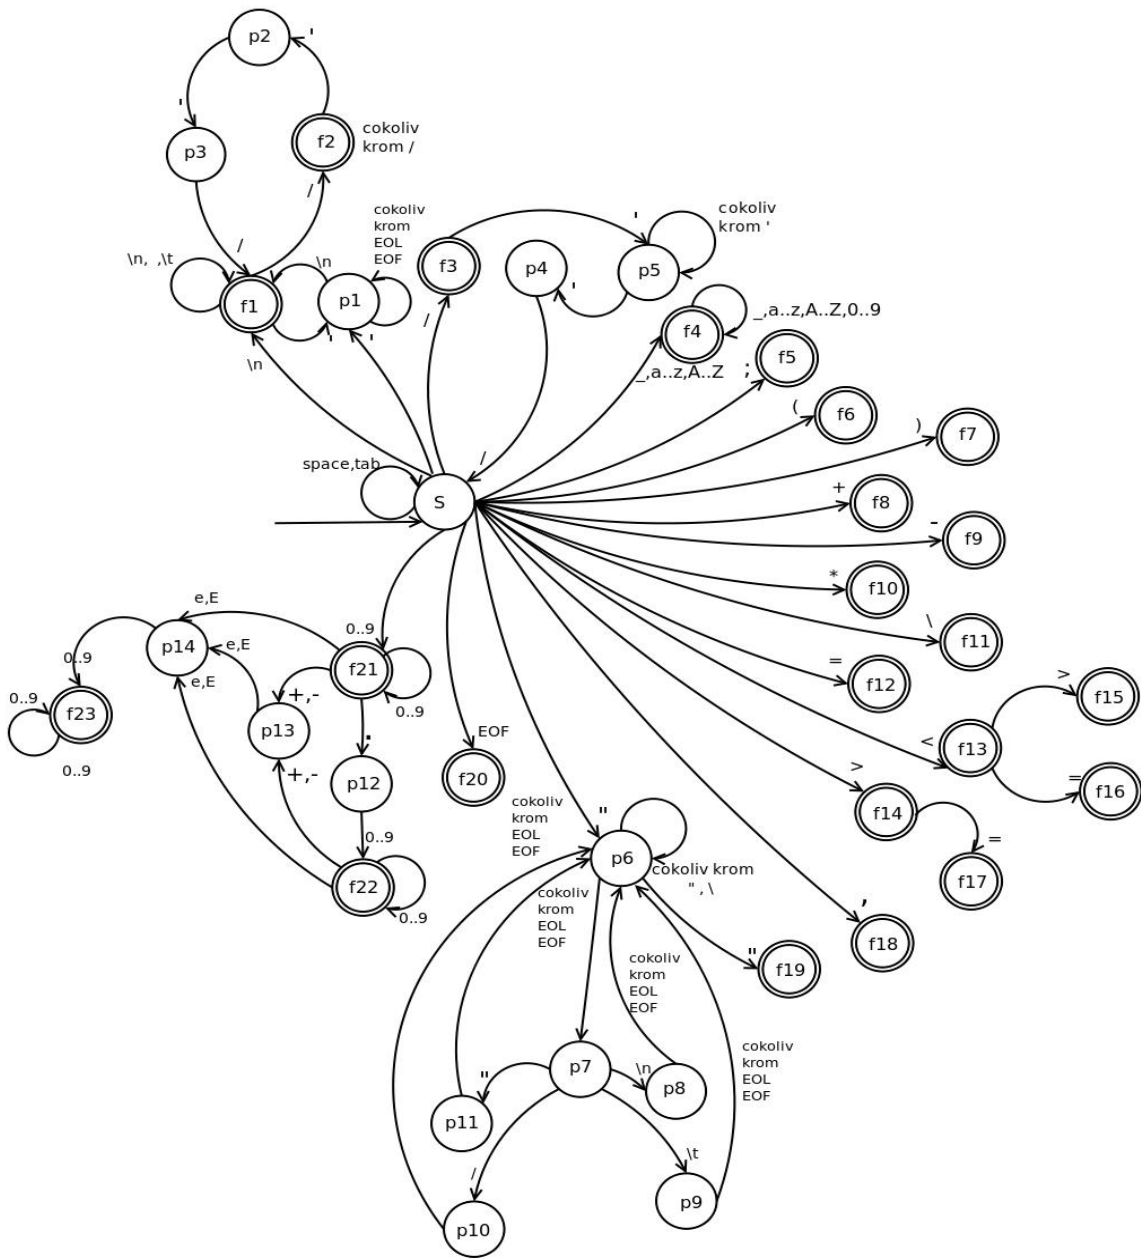 p2
'
'
f2
cokoliv
krom /
p3
/
/
\n, ,\t
f1
\n
p1
cokoliv
krom
EOL
EOF
'
'
\n
f3
/
p4
'
p5
'
cokoliv
krom '
/
f4
_,a..z,A..Z,0..9
_,a..z,A..Z
;
f5
(
f6
)
f7
space,tab
S
+
f8
-
f9
*
f10
\
f11
=
f12
<
f13
>
f15
=
f16
>
f14
=
f17
,
f18
e,E
p14
e,E
e,E
0..9
f21
0..9
0..9
0..9
f23
0..9
+,-
p13
.
+,-
p12
0..9
f22
0..9
EOF
f20
cokoliv
krom
EOL
EOF
"
p6
cokoliv krom
" , \
cokoliv
krom
EOL
EOF
"
f19
cokoliv
krom
EOL
EOF
cokoliv
krom
EOL
EOF
p7
"
\n
p8
p11
/
\t
p9
p10